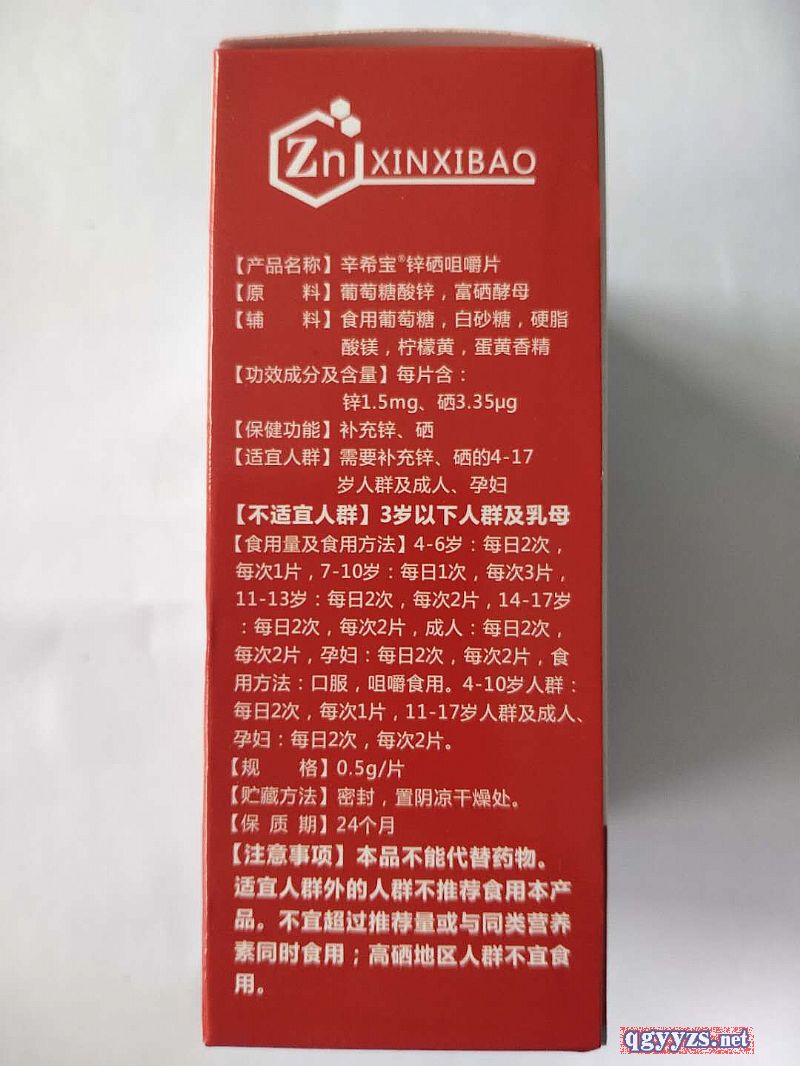 Zn XINXIBAO
【产品名称】辛希宝®锌硒咀嚼片
【原 料】葡萄糖酸锌，富硒酵母
【辅 料】食用葡萄糖，白砂糖，硬脂
酸镁，柠檬黄，蛋黄香精
【功效成分及含量】每片含：
锌1.5mg、硒3.35μg
【保健功能】补充锌、硒
【适宜人群】需要补充锌、硒的4-17
岁人群及成人、孕妇
【不适宜人群】3岁以下人群及乳母
【食用量及食用方法】4-6岁：每日2次，
每次1片，7-10岁：每日1次，每次3片，
11-13岁：每日2次，每次2片，14-17岁
：每日2次，每次2片，成人：每日2次，
每次2片，孕妇：每日2次，每次2片，食
用方法：口服，咀嚼食用。4-10岁人群：
每日2次，每次1片，11-17岁人群及成人、
孕妇：每日2次，每次2片。
【规 格】0.5g/片
【贮藏方法】密封，置阴凉干燥处。
【保 质 期】24个月
【注意事项】本品不能代替药物。
适宜人群外的人群不推荐食用本产
品。不宜超过推荐量或与同类营养
素同时食用；高硒地区人群不宜食
用。
qgyyzs.net